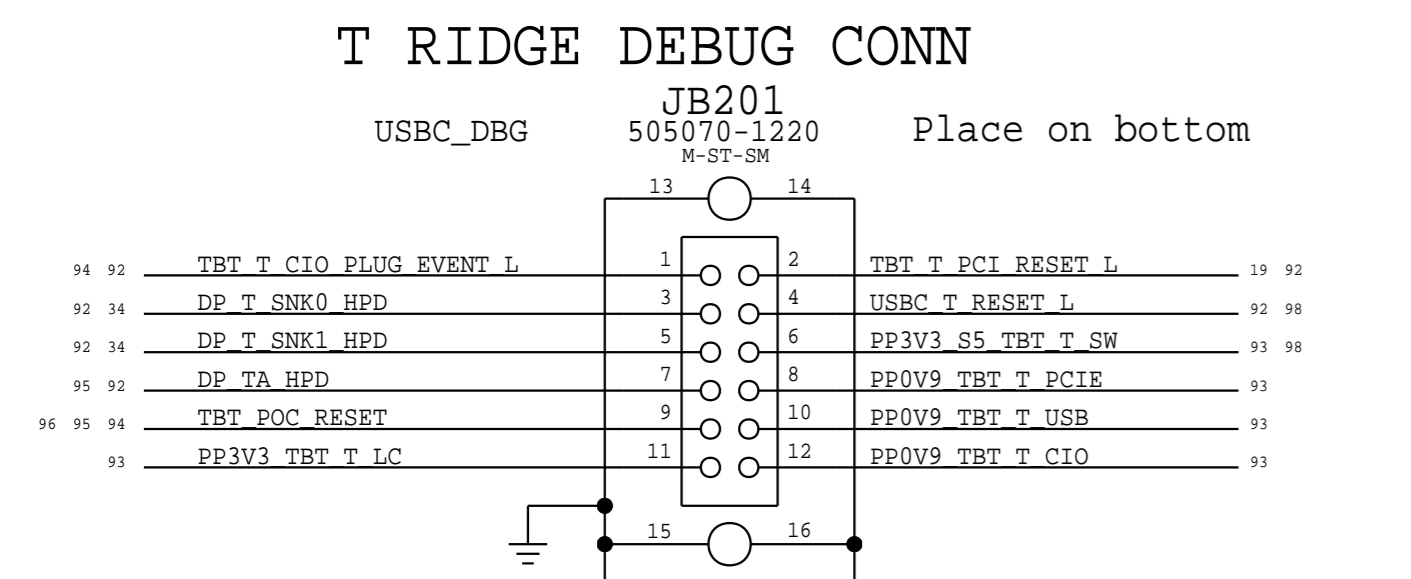 T RIDGE DEBUG CONN
JB201
USBC_DBG 505070-1220 Place on bottom
M-ST-SM
13 14
94 92 TBT_T_CIO_PLUG_EVENT_L 1 2 TBT_T_PCI_RESET_L 19 92
92 34 DP_T_SNK0_HPD 3 4 USBC_T_RESET_L 92 98
92 34 DP_T_SNK1_HPD 5 6 PP3V3_S5_TBT_T_SW 93 98
95 92 DP_TA_HPD 7 8 PP0V9_TBT_T_PCIE 93
96 95 94 TBT_POC_RESET 9 10 PP0V9_TBT_T_USB 93
93 PP3V3_TBT_T_LC 11 12 PP0V9_TBT_T_CIO 93
15 16